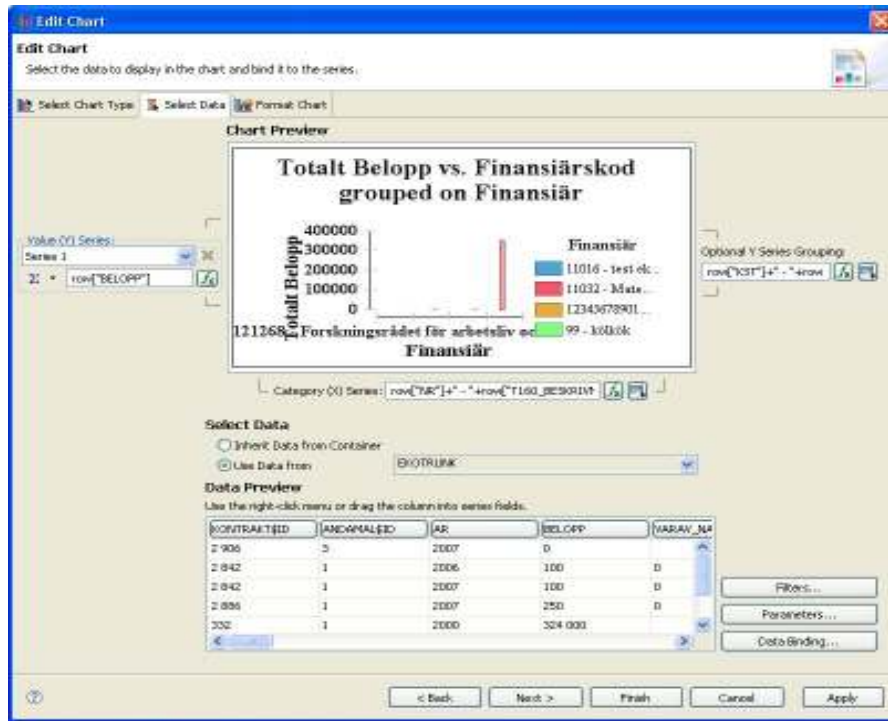 Edit Chart
Edit Chart
Select the data to display in the chart and bind it to the series.
Select Chart Type Select Data Format Chart
Chart Preview
Totalt Belopp vs. Finansiärskod
grouped on Finansiär
Value (Y) Series:
Series 1
Σ row["BELOPP"]
Totalt Belopp
400000
300000
200000
100000
0
Finansiär
11016 - test ek...
11032 - Mate...
12343678901...
99 - kölkök
121268 - Forskningsrådet för arbetsliv oc
Finansiär
Optional Y Series Grouping:
row["KST"]+" - "+row
Category (X) Series: row["NR"]+" - "+row["T160_BESKRIVN
Select Data
Inherit Data from Container
Use Data from EKOTRUNK
Data Preview
Use the right-click menu or drag the column into series fields.
KONTRAKTSID ANDAMALSID AR BELOPP VARAV_NA
2 906 3 2007 0
2 842 1 2006 100 0
2 842 1 2007 100 0
2 886 1 2007 250 0
332 1 2000 324 000
Filters...
Parameters...
Data Binding...
< Back Next > Finish Cancel Apply